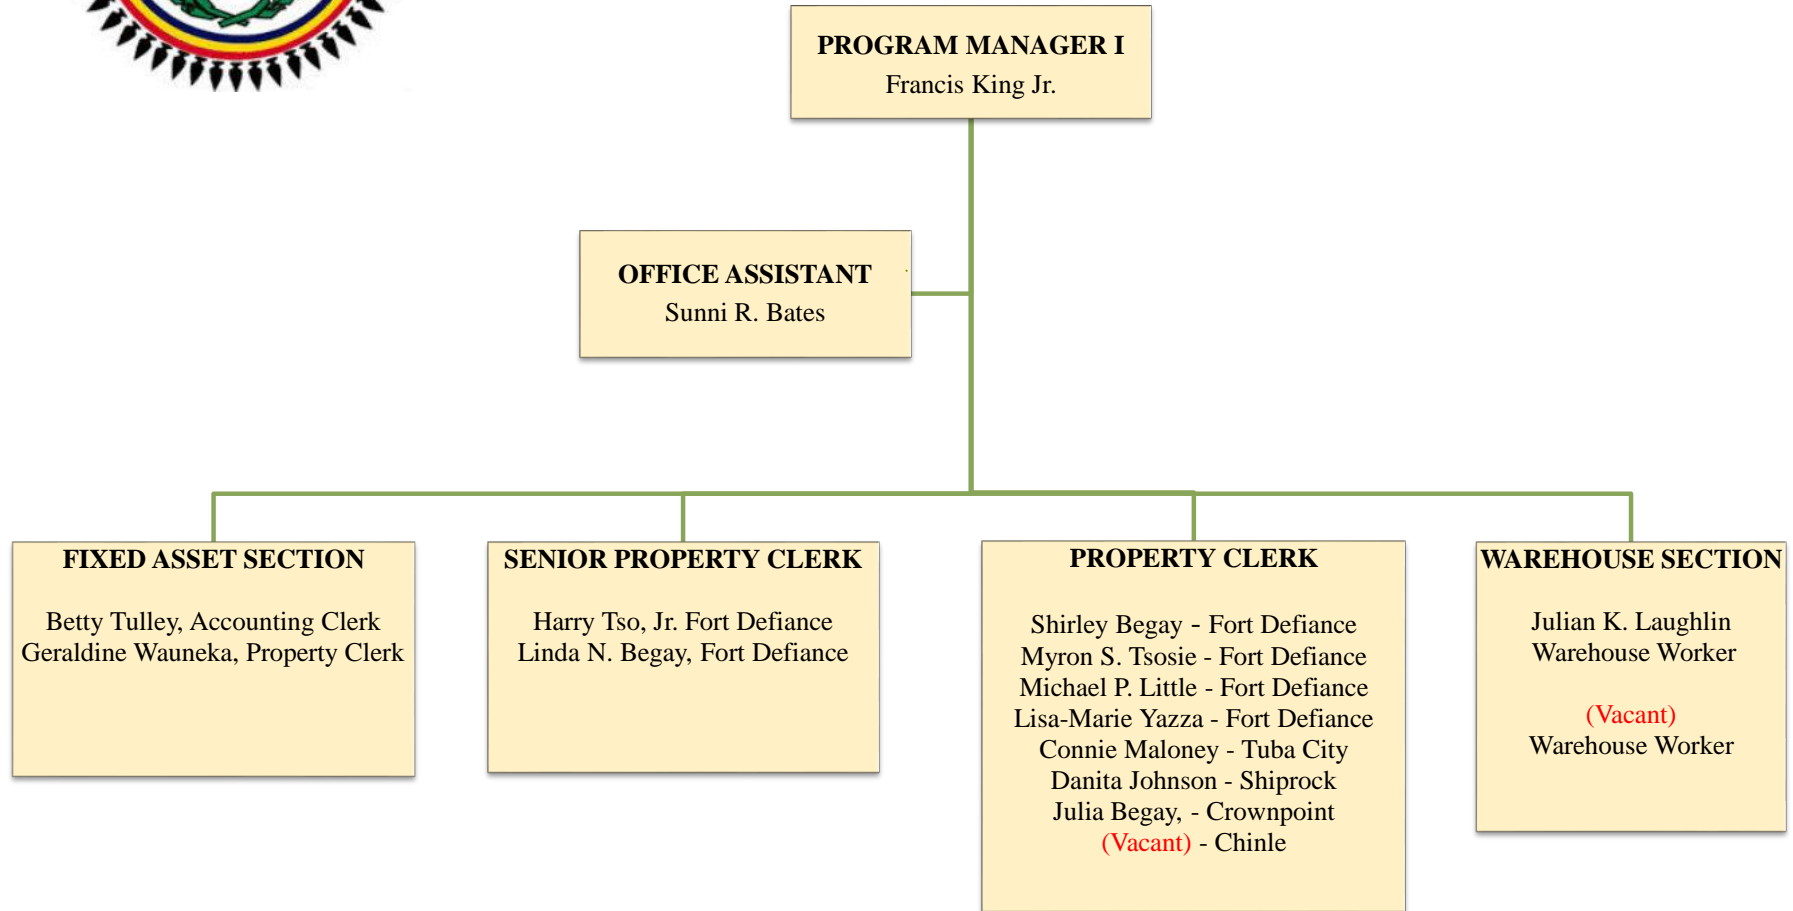 PROGRAM MANAGER I
Francis King Jr.
OFFICE ASSISTANT
Sunni R. Bates
FIXED ASSET SECTION
Betty Tulley, Accounting Clerk
Geraldine Wauneka, Property Clerk
SENIOR PROPERTY CLERK
Harry Tso, Jr. Fort Defiance
Linda N. Begay, Fort Defiance
PROPERTY CLERK
Shirley Begay - Fort Defiance
Myron S. Tsosie - Fort Defiance
Michael P. Little - Fort Defiance
Lisa-Marie Yazza - Fort Defiance
Connie Maloney - Tuba City
Danita Johnson - Shiprock
Julia Begay, - Crownpoint
(Vacant) - Chinle
WAREHOUSE SECTION
Julian K. Laughlin
Warehouse Worker
(Vacant)
Warehouse Worker